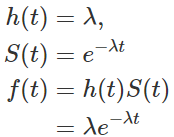 h(t) = λ,
S(t) = e^{-λt}
f(t) = h(t)S(t)
= λe^{-λt}